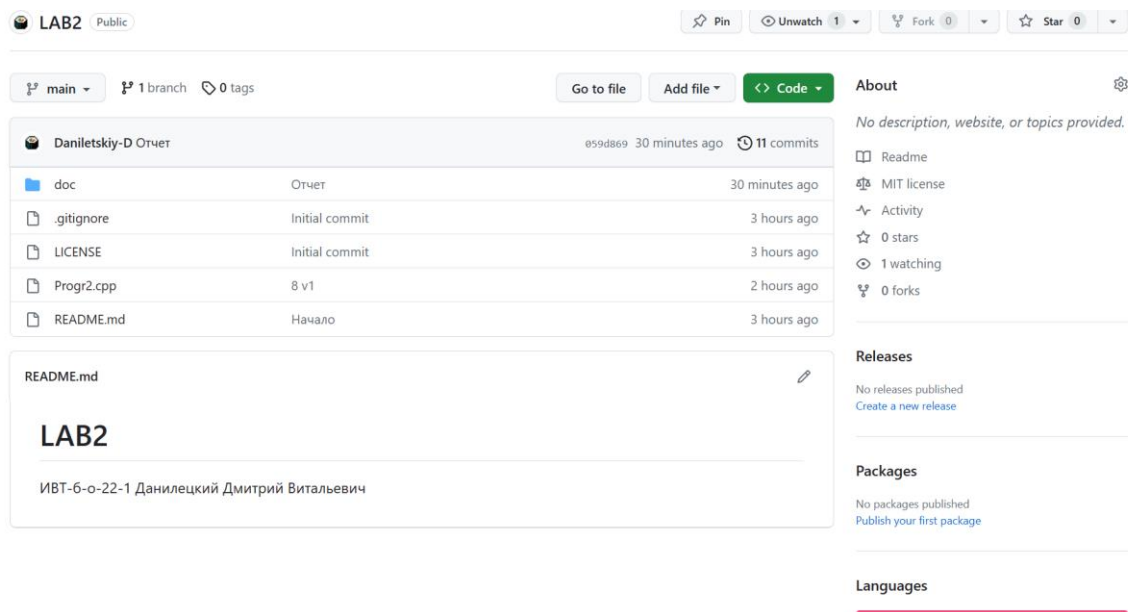 LAB2 Public Pin Unwatch 1 Fork 0 Star 0
main 1 branch 0 tags Go to file Add file <> Code
Daniletskiy-D Отчет 059d869 30 minutes ago 11 commits
doc Отчет 30 minutes ago
.gitignore Initial commit 3 hours ago
LICENSE Initial commit 3 hours ago
Progr2.cpp 8 v1 2 hours ago
README.md Начало 3 hours ago
README.md
LAB2
ИВТ-б-о-22-1 Данилецкий Дмитрий Витальевич
About
No description, website, or topics provided.
Readme
MIT license
Activity
0 stars
1 watching
0 forks
Releases
No releases published
Create a new release
Packages
No packages published
Publish your first package
Languages